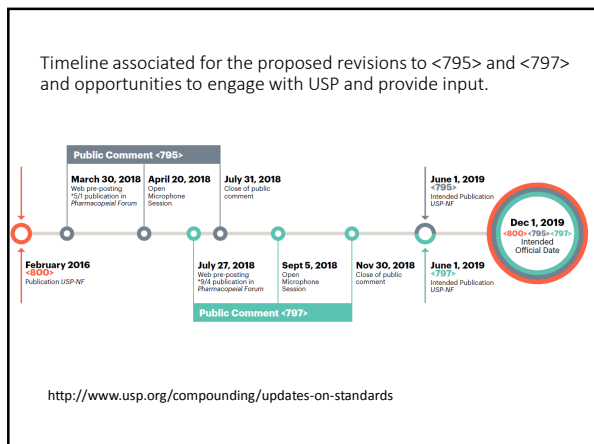 Timeline associated for the proposed revisions to <795> and <797>
and opportunities to engage with USP and provide input.
Public Comment <795>
March 30, 2018
Web pre-posting
*5/1 publication in
Pharmacopeial Forum
April 20, 2018
Open
Microphone
Session
July 31, 2018
Close of public
comment
June 1, 2019
<795>
Intended Publication
USP-NF
Dec 1, 2019
<800> <795> <797>
Intended
Official Date
February 2016
<800>
Publication USP-NF
July 27, 2018
Web pre-posting
*9/4 publication in
Pharmacopeial Forum
Sept 5, 2018
Open
Microphone
Session
Nov 30, 2018
Close of public
comment
June 1, 2019
<797>
Intended Publication
USP-NF
Public Comment <797>
http://www.usp.org/compounding/updates-on-standards